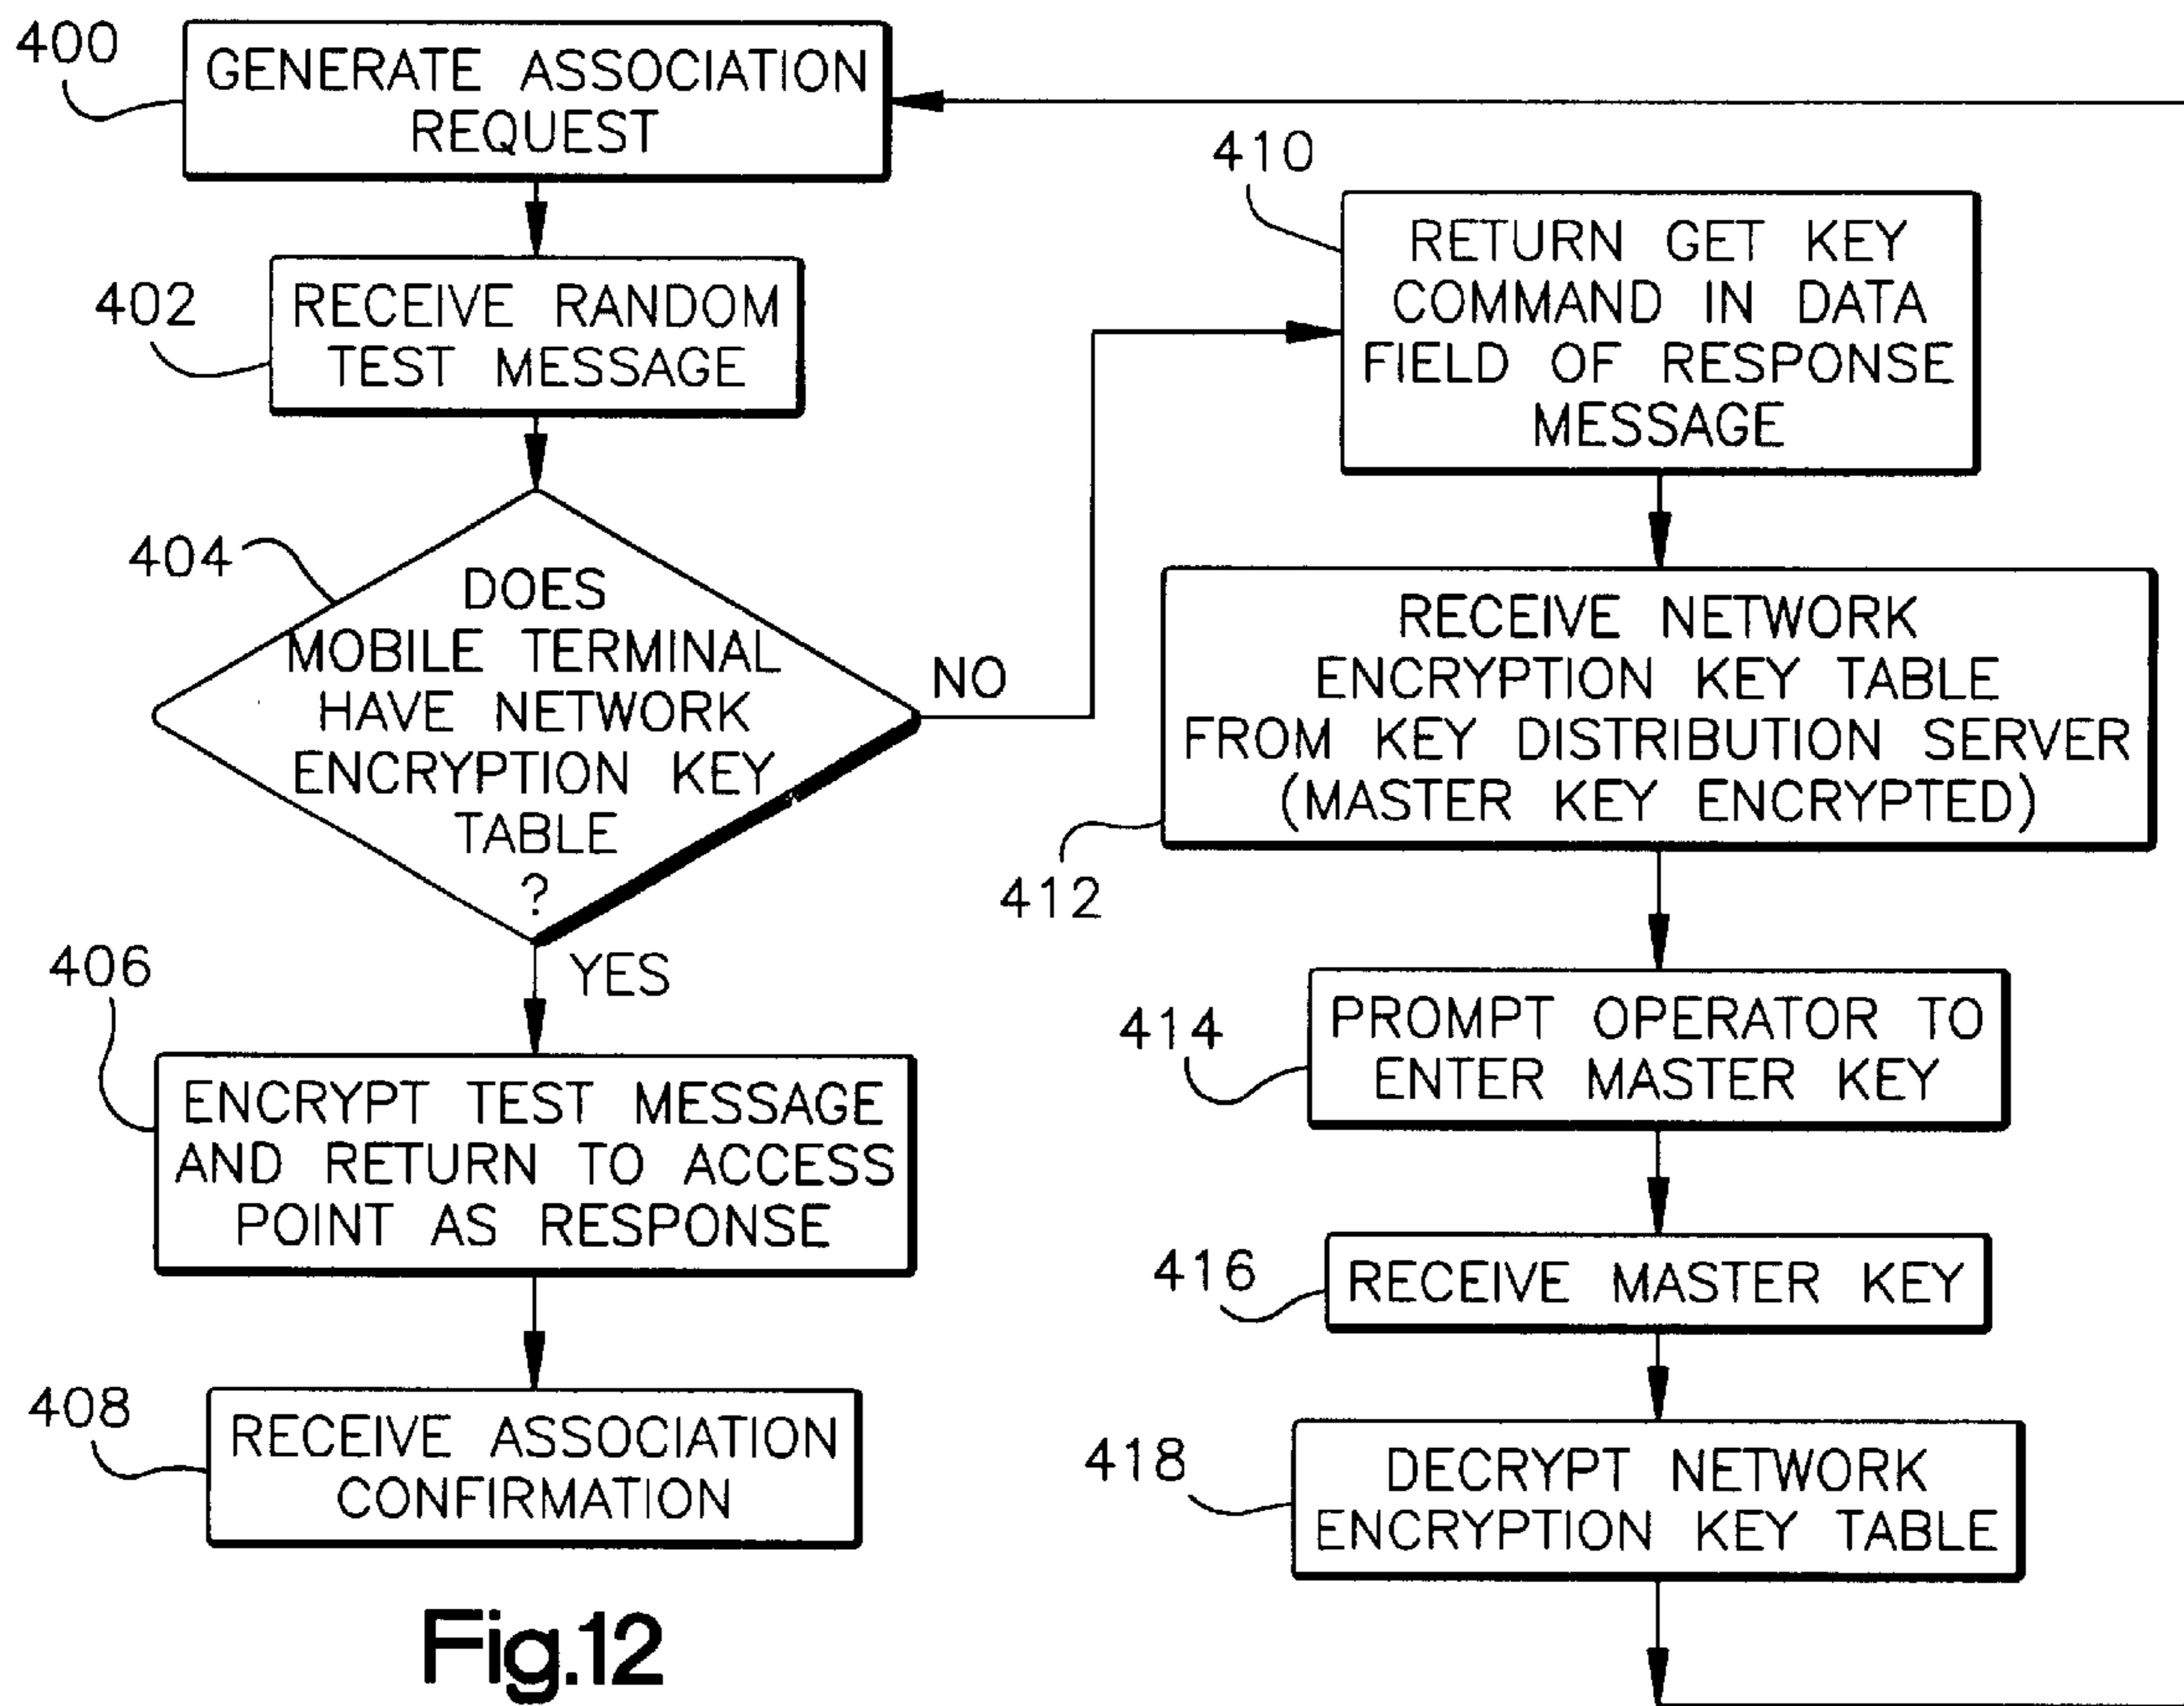 400
GENERATE ASSOCIATION
REQUEST
402
RECEIVE RANDOM
TEST MESSAGE
404
DOES
MOBILE TERMINAL
HAVE NETWORK
ENCRYPTION KEY
TABLE
?
NO
YES
406
ENCRYPT TEST MESSAGE
AND RETURN TO ACCESS
POINT AS RESPONSE
408
RECEIVE ASSOCIATION
CONFIRMATION
410
RETURN GET KEY
COMMAND IN DATA
FIELD OF RESPONSE
MESSAGE
412
RECEIVE NETWORK
ENCRYPTION KEY TABLE
FROM KEY DISTRIBUTION SERVER
(MASTER KEY ENCRYPTED)
414
PROMPT OPERATOR TO
ENTER MASTER KEY
416
RECEIVE MASTER KEY
418
DECRYPT NETWORK
ENCRYPTION KEY TABLE
Fig.12